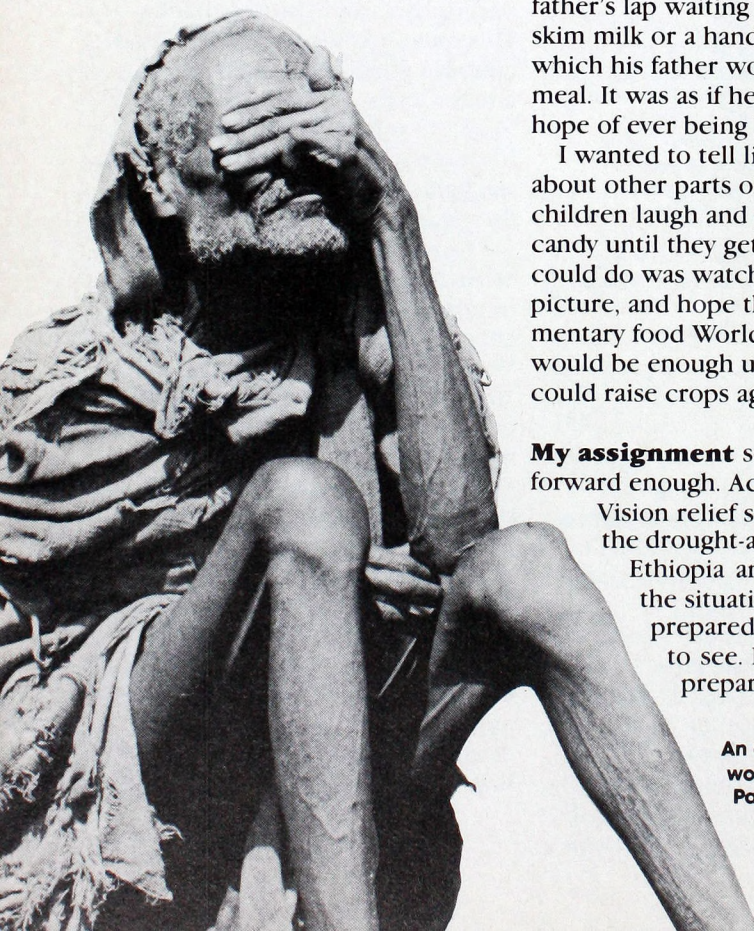 father's lap waiting
skim milk or a hand
which his father wo
meal. It was as if he
hope of ever being
I wanted to tell li
about other parts o
children laugh and
candy until they get
could do was watch
picture, and hope t
mentary food World
would be enough u
could raise crops ag
My assignment s
forward enough. Ac
Vision relief s
the drought-a
Ethiopia an
the situati
prepared
to see.
prepar
An
wo
Po